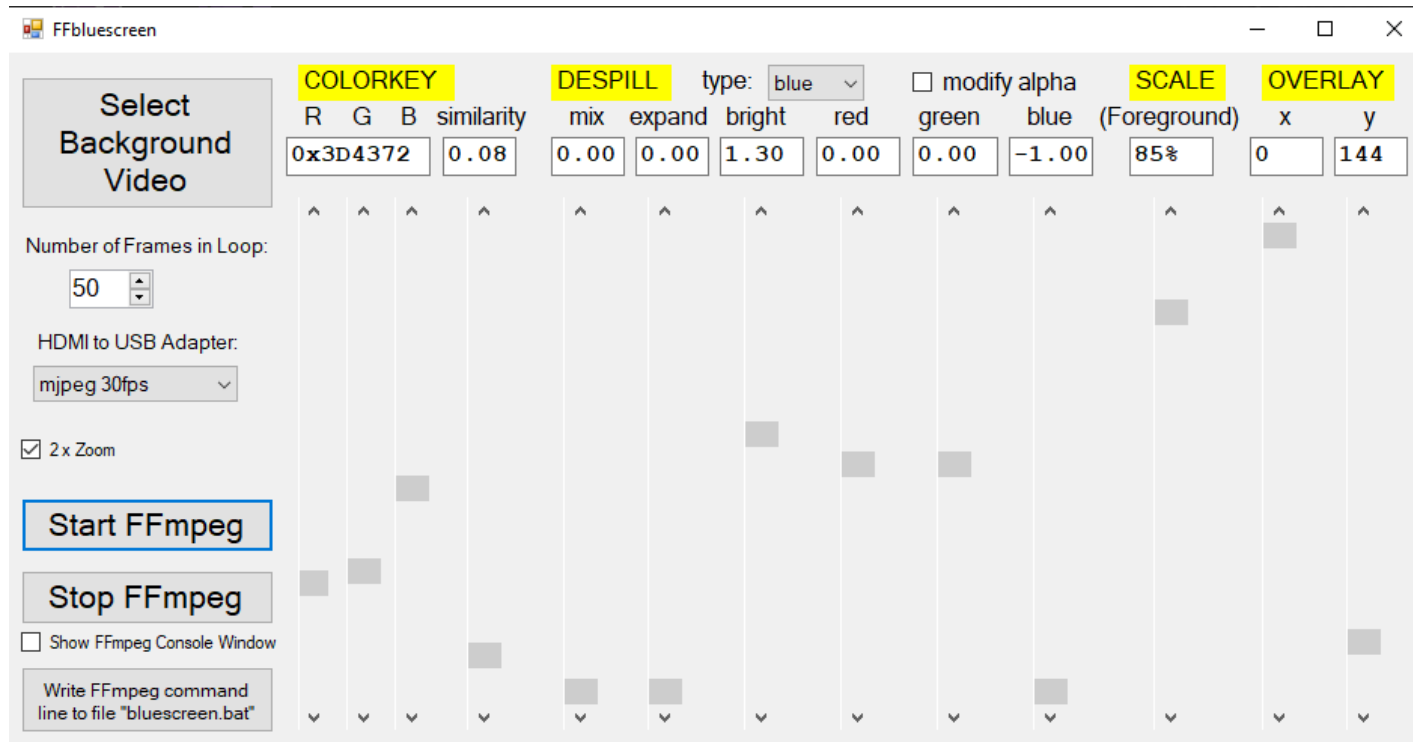 FFbluescreen
Select
Background
Video
Number of Frames in Loop:
50
HDMI to USB Adapter:
mjpeg 30fps
2 x Zoom
Start FFmpeg
Stop FFmpeg
Show FFmpeg Console Window
Write FFmpeg command
line to file "bluescreen.bat"
COLORKEY DESPILL type: blue modify alpha SCALE OVERLAY
R G B similarity mix expand bright red green blue (Foreground) x y
0x3D4372 0.08 0.00 0.00 1.30 0.00 0.00 -1.00 85% 0 144